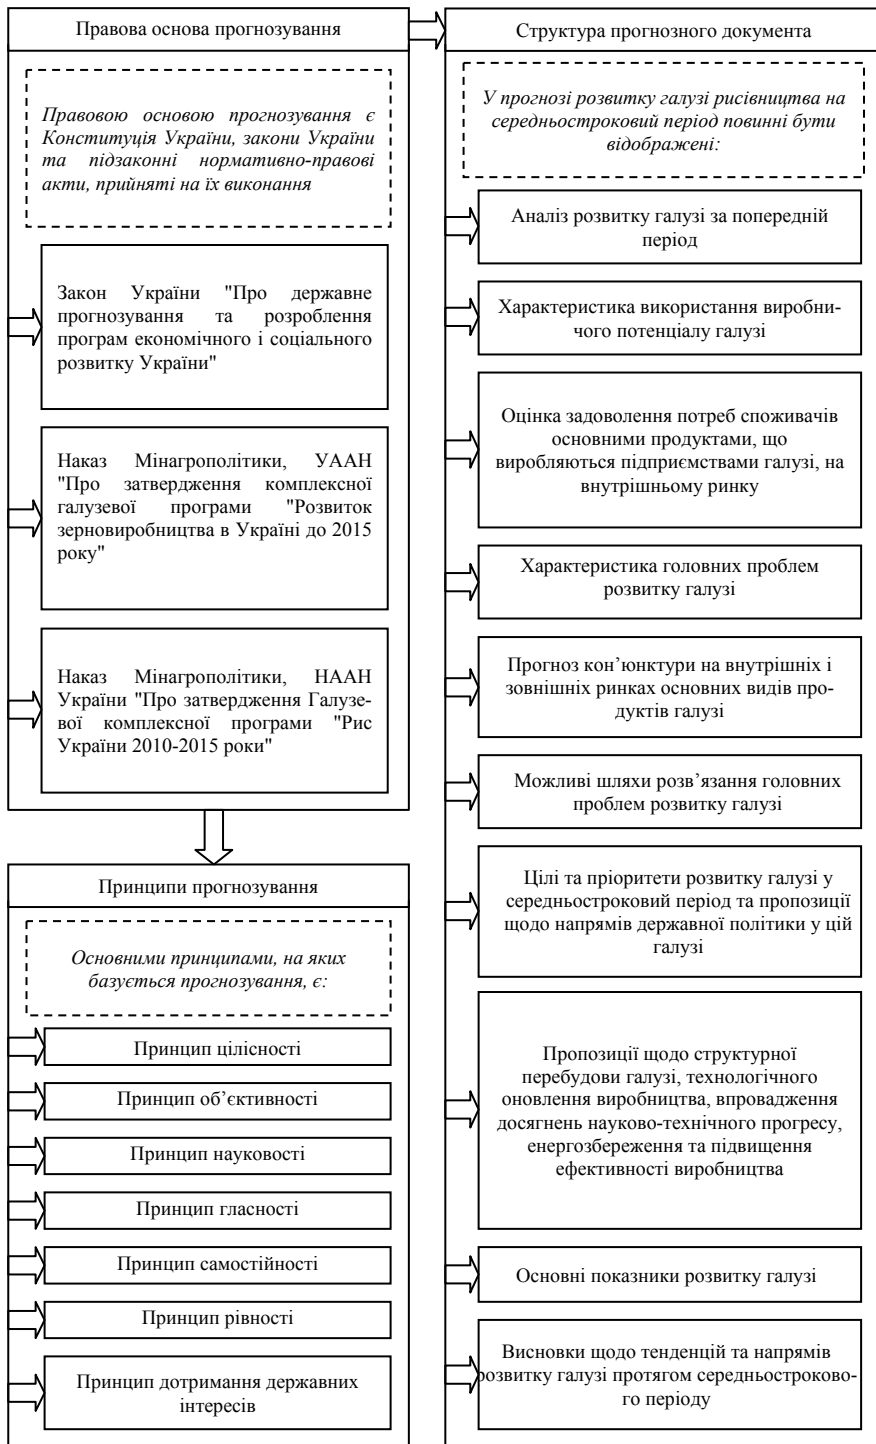 Правова основа прогнозування
Правовою основою прогнозування є
Конституція України, закони України
та підзаконні нормативно-правові
акти, прийняті на їх виконання
Закон України "Про державне
прогнозування та розроблення
програм економічного і соціального
розвитку України"
Наказ Мінагрополітики, УААН
"Про затвердження комплексної
галузевої програми "Розвиток
зерновиробництва в Україні до 2015
року"
Наказ Мінагрополітики, НААН
України "Про затвердження Галузе-
вої комплексної програми "Рис
України 2010-2015 роки"
Принципи прогнозування
Основними принципами, на яких
базується прогнозування, є:
Принцип цілісності
Принцип об’єктивності
Принцип науковості
Принцип гласності
Принцип самостійності
Принцип рівності
Принцип дотримання державних
інтересів
Структура прогнозного документа
У прогнозі розвитку галузі рисівництва на
середньостроковий період повинні бути
відображені:
Аналіз розвитку галузі за попередній
період
Характеристика використання виробни-
чого потенціалу галузі
Оцінка задоволення потреб споживачів
основними продуктами, що
виробляються підприємствами галузі, на
внутрішньому ринку
Характеристика головних проблем
розвитку галузі
Прогноз кон’юнктури на внутрішніх і
зовнішніх ринках основних видів про-
дуктів галузі
Можливі шляхи розв’язання головних
проблем розвитку галузі
Цілі та пріоритети розвитку галузі у
середньостроковий період та пропозиції
щодо напрямів державної політики у цій
галузі
Пропозиції щодо структурної
перебудови галузі, технологічного
оновлення виробництва, впровадження
досягнень науково-технічного прогресу,
енергозбереження та підвищення
ефективності виробництва
Основні показники розвитку галузі
Висновки щодо тенденцій та напрямів
розвитку галузі протягом середньостроково-
го періоду